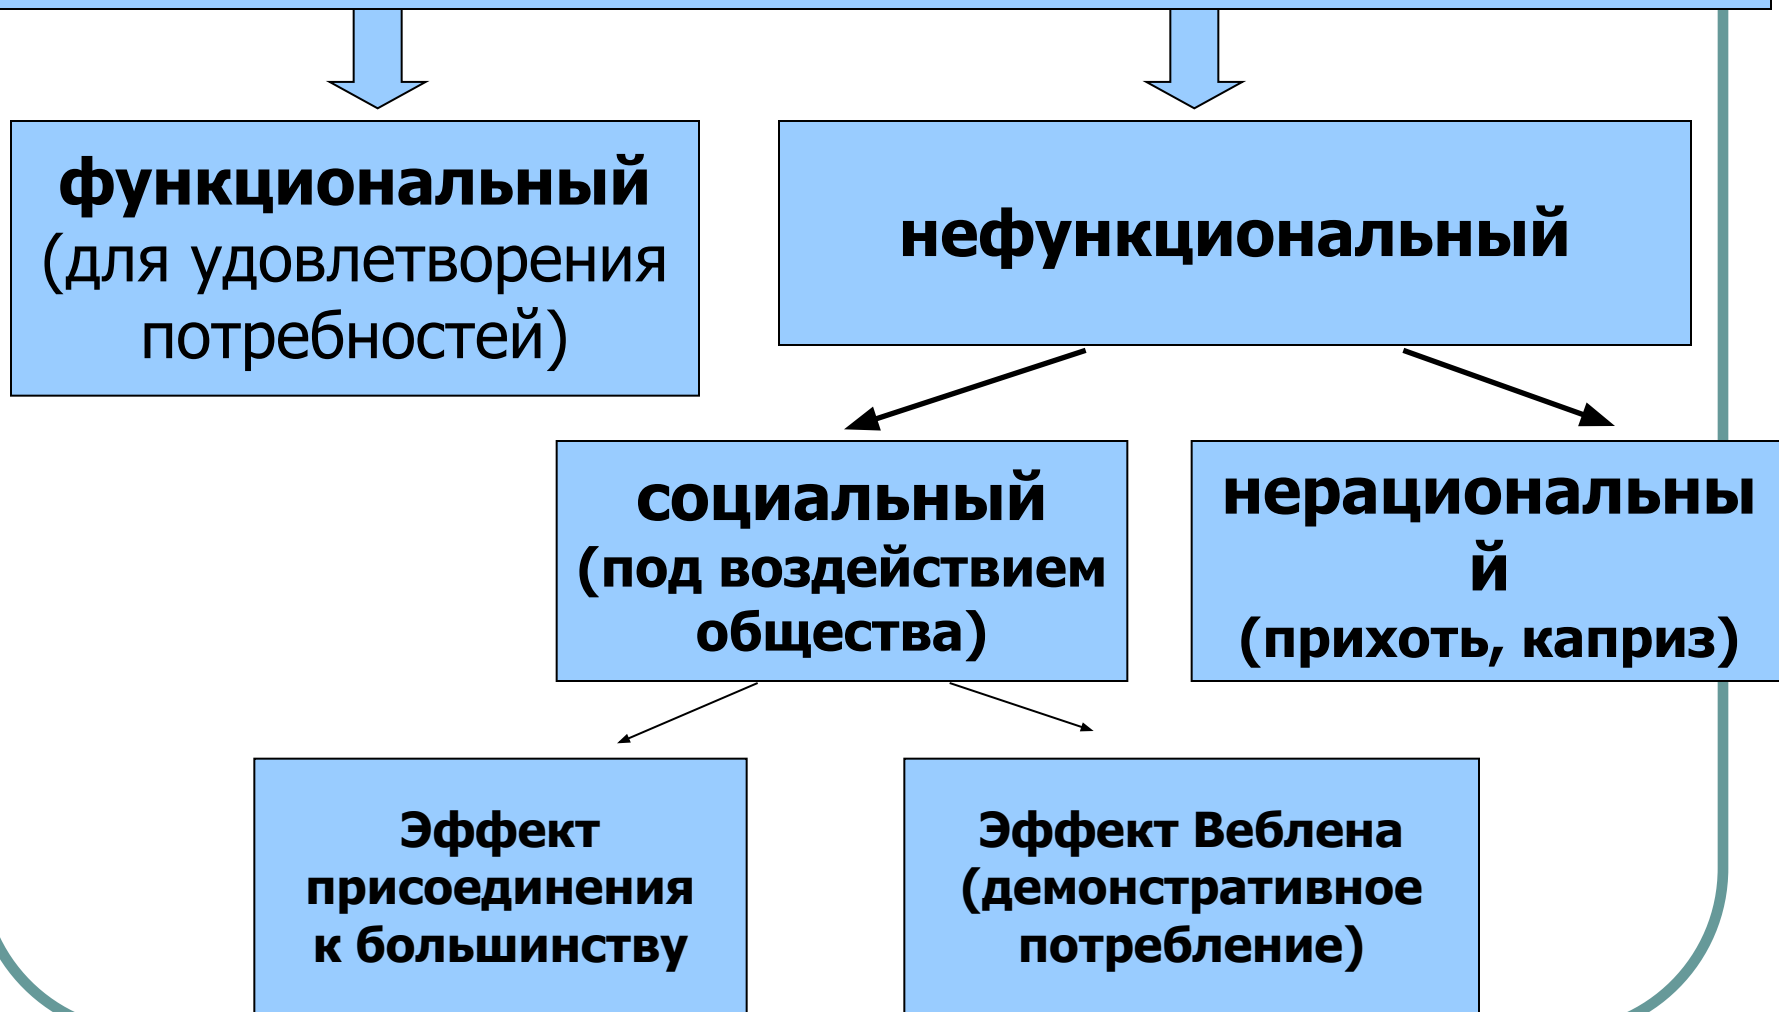 функциональный
(для удовлетворения
потребностей)
нефункциональный
социальный
(под воздействием
общества)
нерациональны
й
(прихоть, каприз)
Эффект
присоединения
к большинству
Эффект Веблена
(демонстративное
потребление)